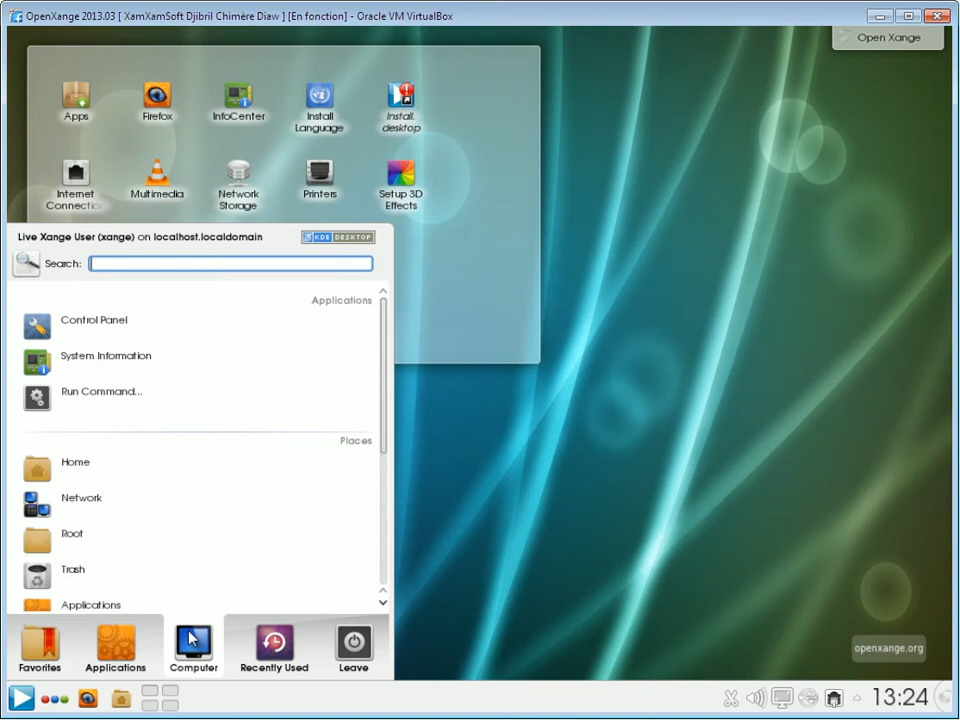 OpenXange 2013.03 [ XamXamSoft Djibril Chimère Diaw ] [En fonction] - Oracle VM VirtualBox
Open Xange
Apps
Firefox
InfoCenter
Install
Language
Install.
desktop
Internet
Connection
Multimedia
Network
Storage
Printers
Setup 3D
Effects
Live Xange User (xange) on localhost.localdomain
KDE DESKTOP
Search:
Applications
Control Panel
System Information
Run Command...
Places
Home
Network
Root
Trash
Applications
Favorites
Applications
Computer
Recently Used
Leave
openxange.org
13:24